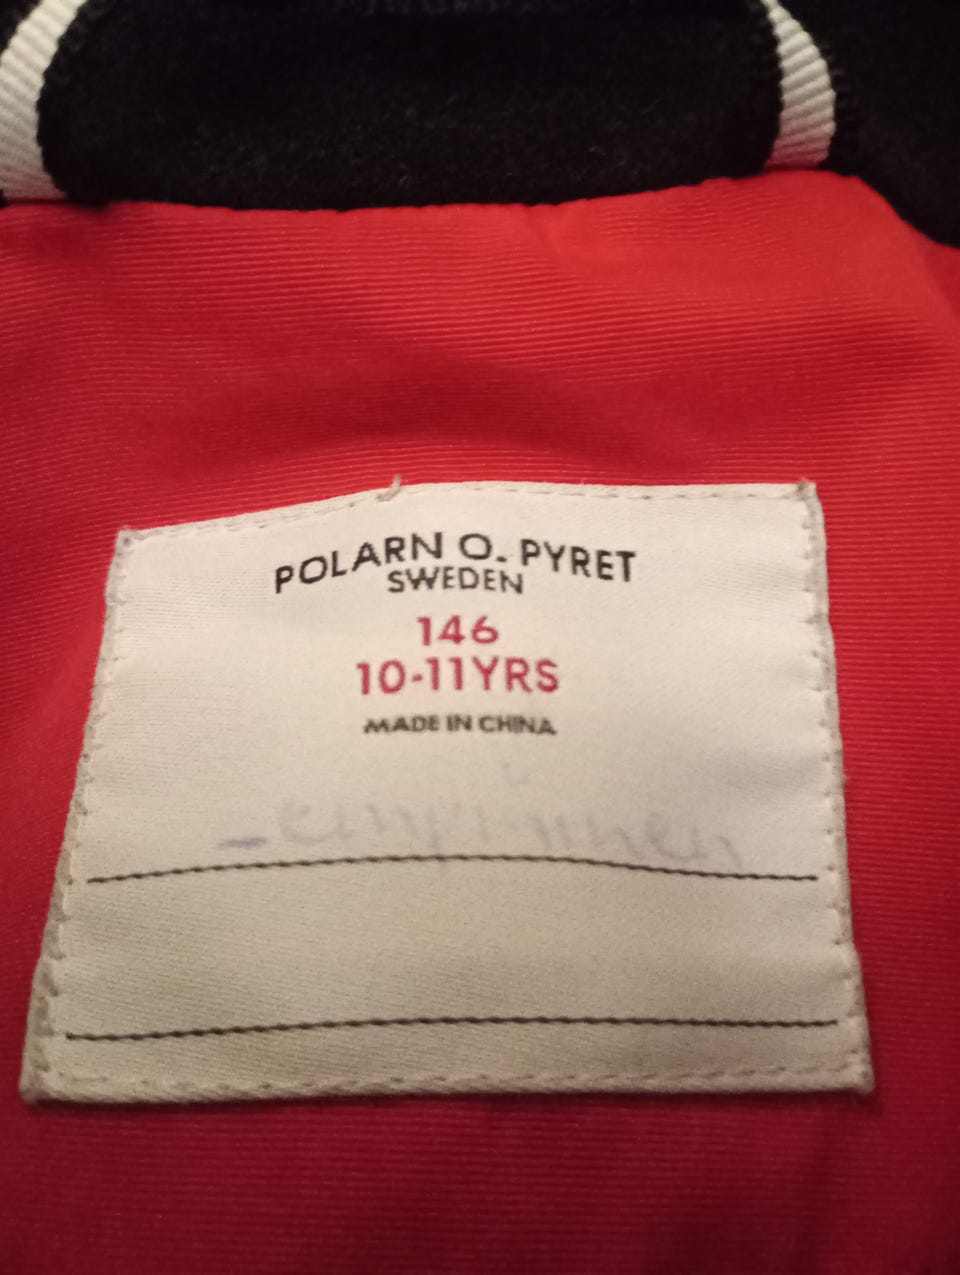 POLARN O. PYRET
SWEDEN
146
10-11YRS
MADE IN CHINA